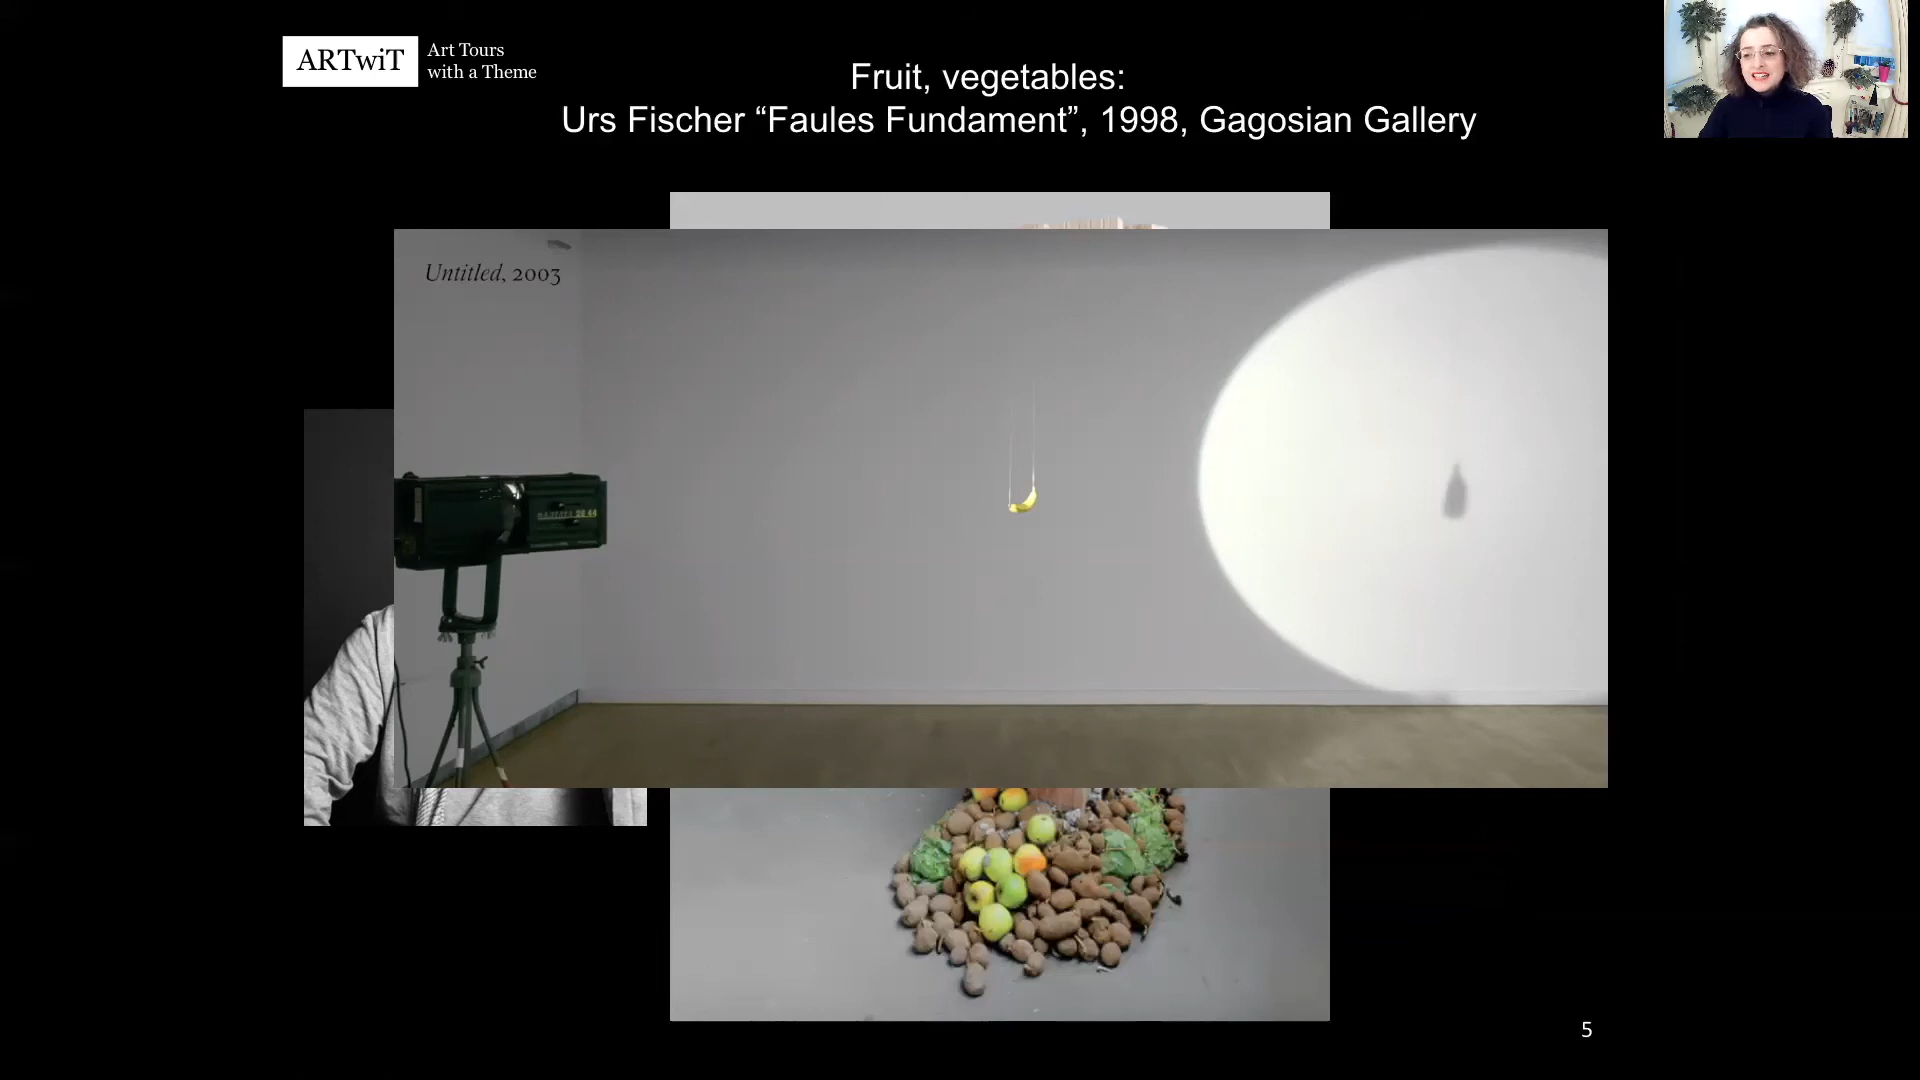 ARTwiT
Art Tours
with a Theme
Fruit, vegetables:
Urs Fischer “Faules Fundament”, 1998, Gagosian Gallery
Untitled, 2003
5